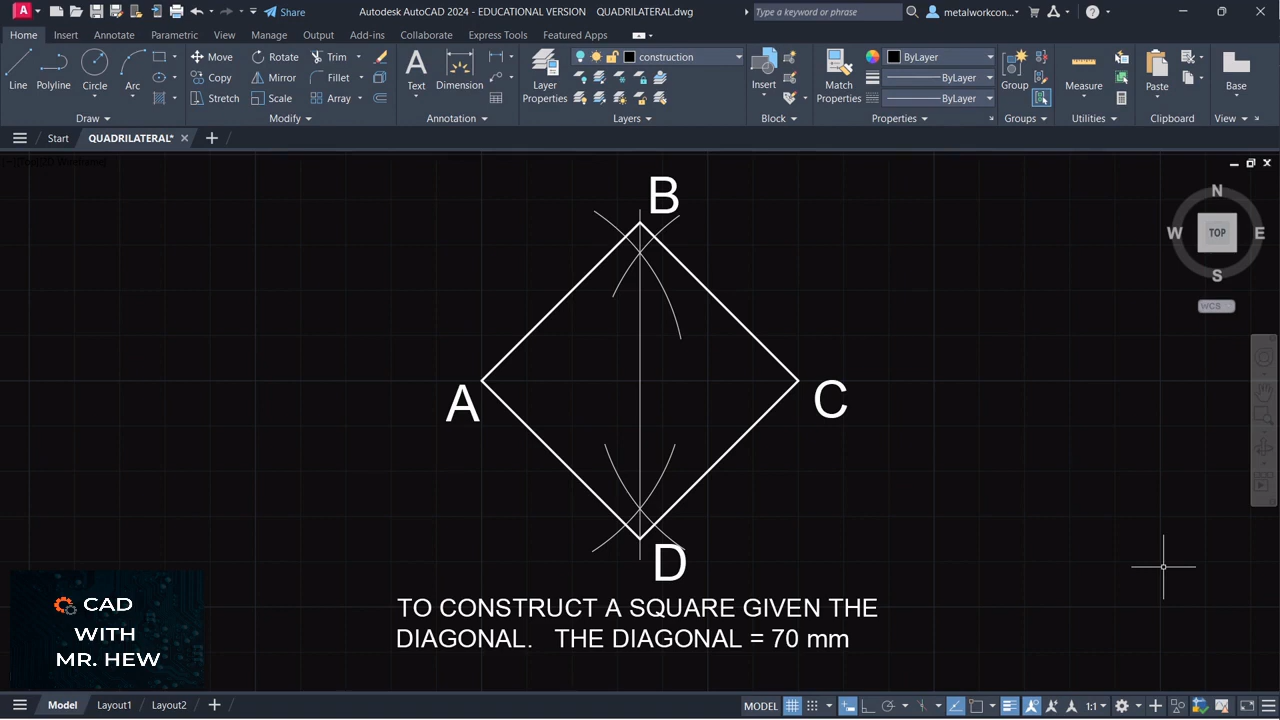 Share
Autodesk AutoCAD 2024 - EDUCATIONAL VERSION QUADRILATERAL.dwg
Type a keyword or phrase
metalworkcon...
Home Insert Annotate Parametric View Manage Output Add-ins Collaborate Express Tools Featured Apps
Line Polyline Circle Arc
Draw
Move Rotate Trim
Copy Mirror Fillet
Stretch Scale Array
Modify
Text Dimension
Annotation
Layer Properties
construction
Layers
Insert
Block
Match Properties
ByLayer
ByLayer
ByLayer
Properties
Group
Groups
Measure
Utilities
Paste
Clipboard
Base
View
Start QUADRILATERAL*
N
W TOP E
S
WCS
B
A
C
D
TO CONSTRUCT A SQUARE GIVEN THE
DIAGONAL. THE DIAGONAL = 70 mm
CAD
WITH
MR. HEW
Model Layout1 Layout2
MODEL
1:1